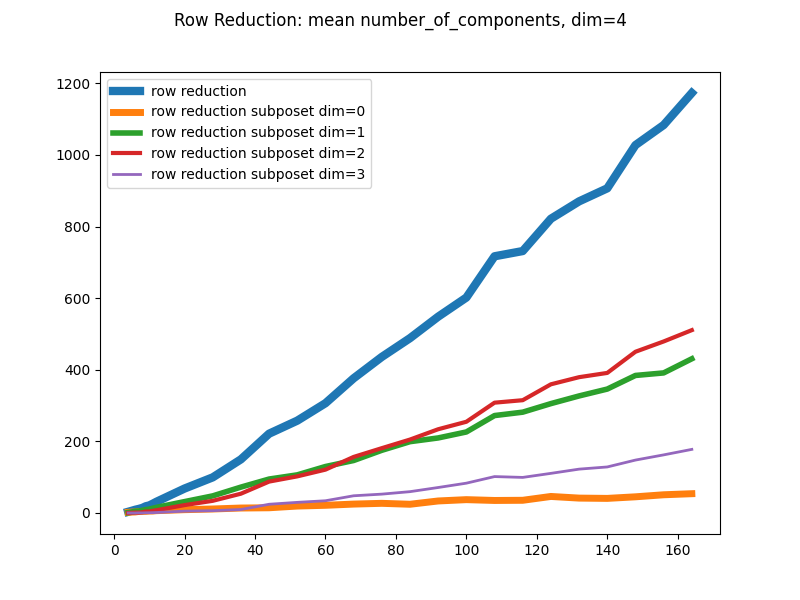 Row Reduction: mean number_of_components, dim=4
1200
1000
800
600
400
200
0
row reduction
row reduction subposet dim=0
row reduction subposet dim=1
row reduction subposet dim=2
row reduction subposet dim=3
0 20 40 60 80 100 120 140 160